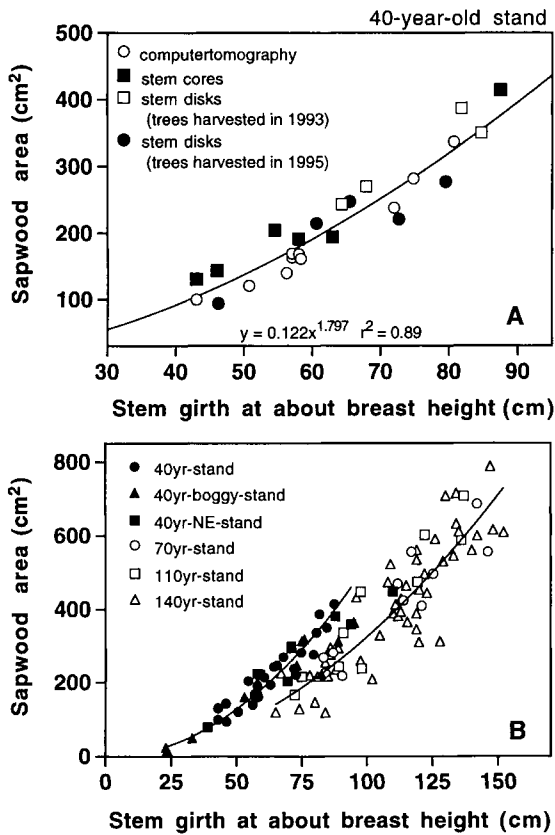 40-year-old stand
500
400
300
200
100
Sapwood area (cm²)
computertomography
stem cores
stem disks
(trees harvested in 1993)
stem disks
(trees harvested in 1995)
A
y = 0.122x^1.797 r² = 0.89
30 40 50 60 70 80 90
Stem girth at about breast height (cm)
800
600
400
200
0
Sapwood area (cm²)
40yr-stand
40yr-boggy-stand
40yr-NE-stand
70yr-stand
110yr-stand
140yr-stand
B
0 25 50 75 100 125 150
Stem girth at about breast height (cm)